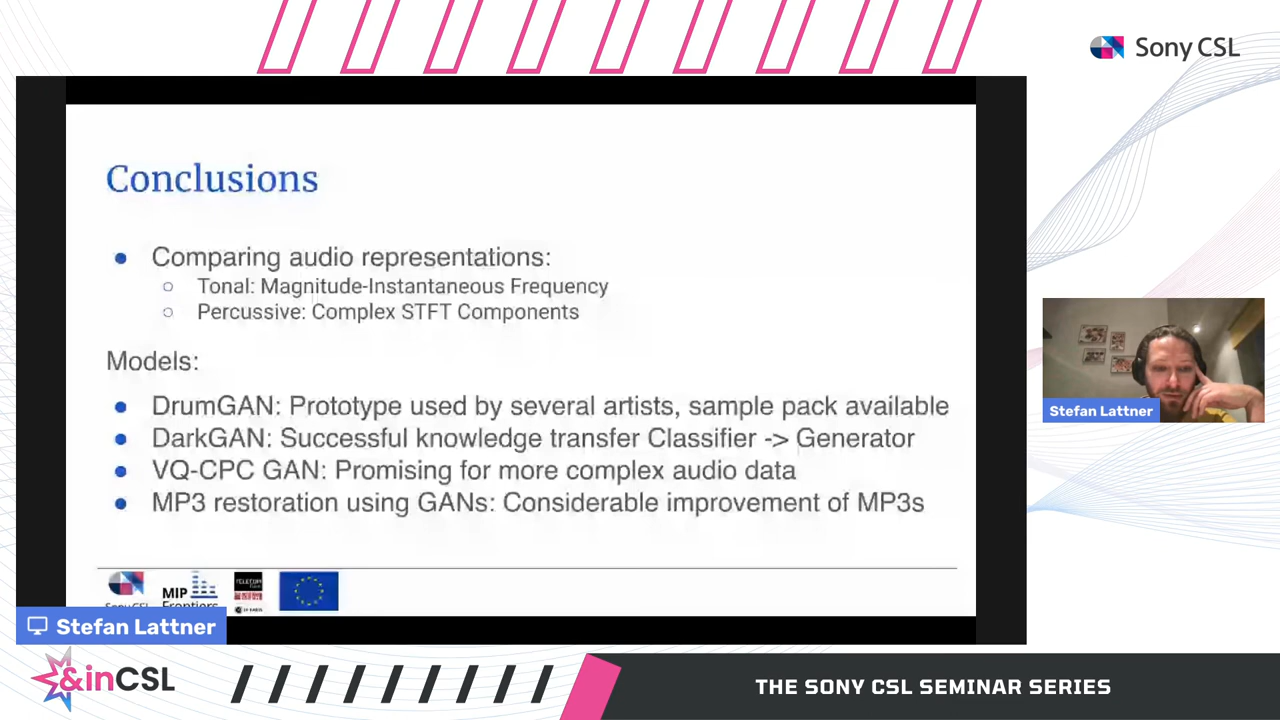 Sony CSL
Conclusions
Comparing audio representations:
Tonal: Magnitude-Instantaneous Frequency
Percussive: Complex STFT Components
Models:
DrumGAN: Prototype used by several artists, sample pack available
DarkGAN: Successful knowledge transfer Classifier -> Generator
VQ-CPC GAN: Promising for more complex audio data
MP3 restoration using GANs: Considerable improvement of MP3s
MIP
Frontiers
Stefan Lattner
Stefan Lattner
&inCSL
THE SONY CSL SEMINAR SERIES